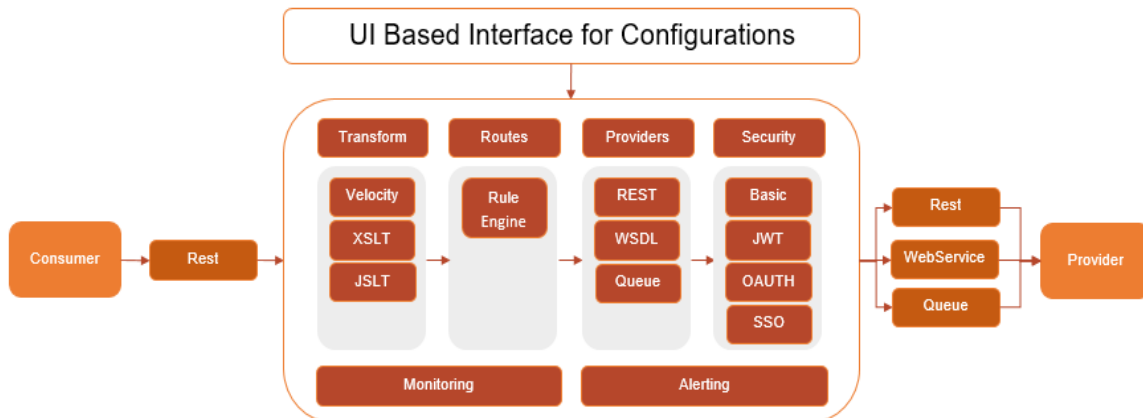 UI Based Interface for Configurations
Transform
Routes
Providers
Security
Velocity
XSLT
JSLT
Rule
Engine
REST
WSDL
Queue
Basic
JWT
OAUTH
SSO
Monitoring
Alerting
Consumer
Rest
Rest
WebService
Queue
Provider